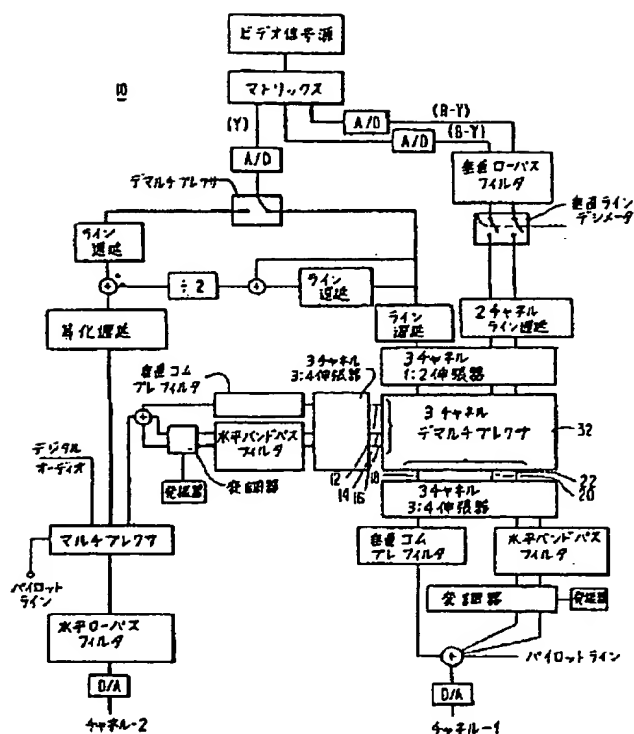 ビデオ信号源
10
マトリックス
(Y)
A/D
(R-Y)
A/D
(B-Y)
A/D
垂直ローパス
フィルタ
デマルチプレクサ
垂直ライン
デシメータ
ライン
遅延
÷2
ライン
遅延
等化遅延
ライン
遅延
2チャネル
ライン遅延
3チャネル
1:2伸張器
垂直コム
プレフィルタ
3チャネル
3:4伸張器
3チャネル
デマルチプレクサ
32
水平バンドパス
フィルタ
デジタル
オーディオ
発振器
変調器
12
14
16
18
22
20
3チャネル
3:4伸張器
マルチプレクサ
垂直コム
プレフィルタ
水平バンドパス
フィルタ
パイロット
ライン
変調器
発振器
水平ローパス
フィルタ
パイロットライン
D/A
チャネル-2
D/A
チャネル-1